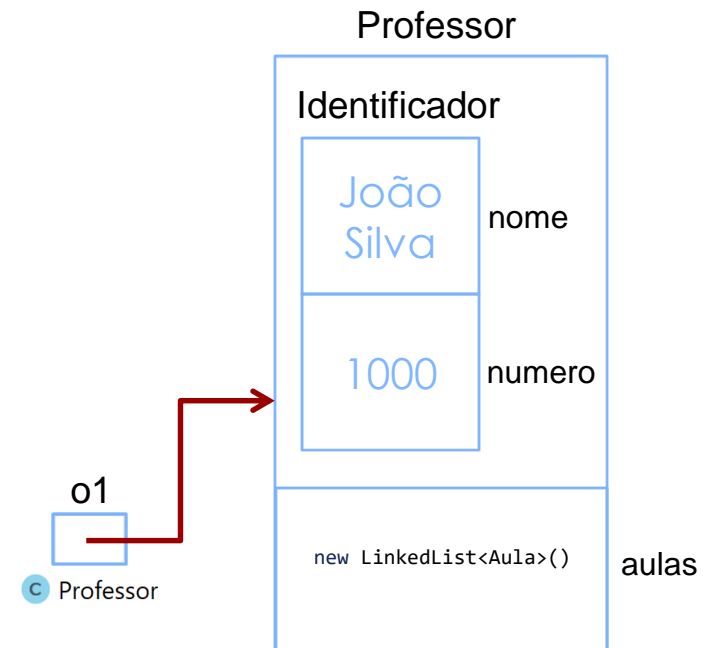 Professor
Identificador
João
Silva
nome
1000
numero
o1
C Professor
new LinkedList<Aula>()
aulas